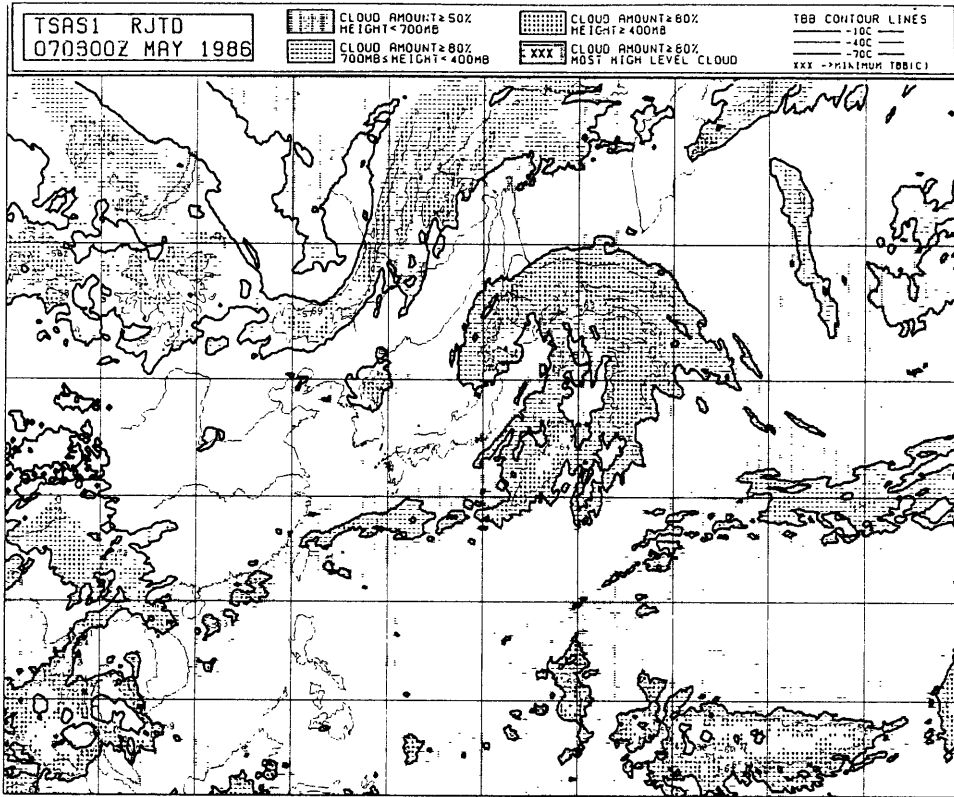 TSAS1 RJTD
070300Z MAY 1986
CLOUD AMOUNT≥50%
HEIGHT<700MB
CLOUD AMOUNT≥80%
700MB≤HEIGHT<400MB
CLOUD AMOUNT≥80%
HEIGHT≥400MB
XXX CLOUD AMOUNT≥80%
MOST HIGH LEVEL CLOUD
TBB CONTOUR LINES
-10C
-40C
-70C
XXX ->MINIMUM TBB(C)